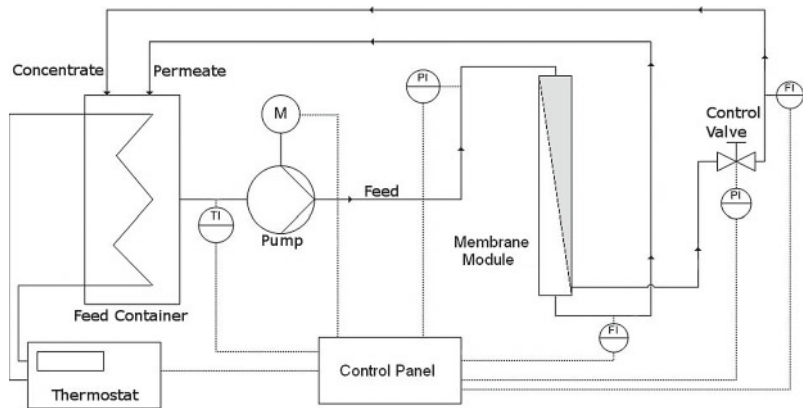 Concentrate
Permeate
PI
FI
M
Control
Valve
Feed
TI
PI
Pump
Membrane
Module
Feed Container
FI
Control Panel
Thermostat